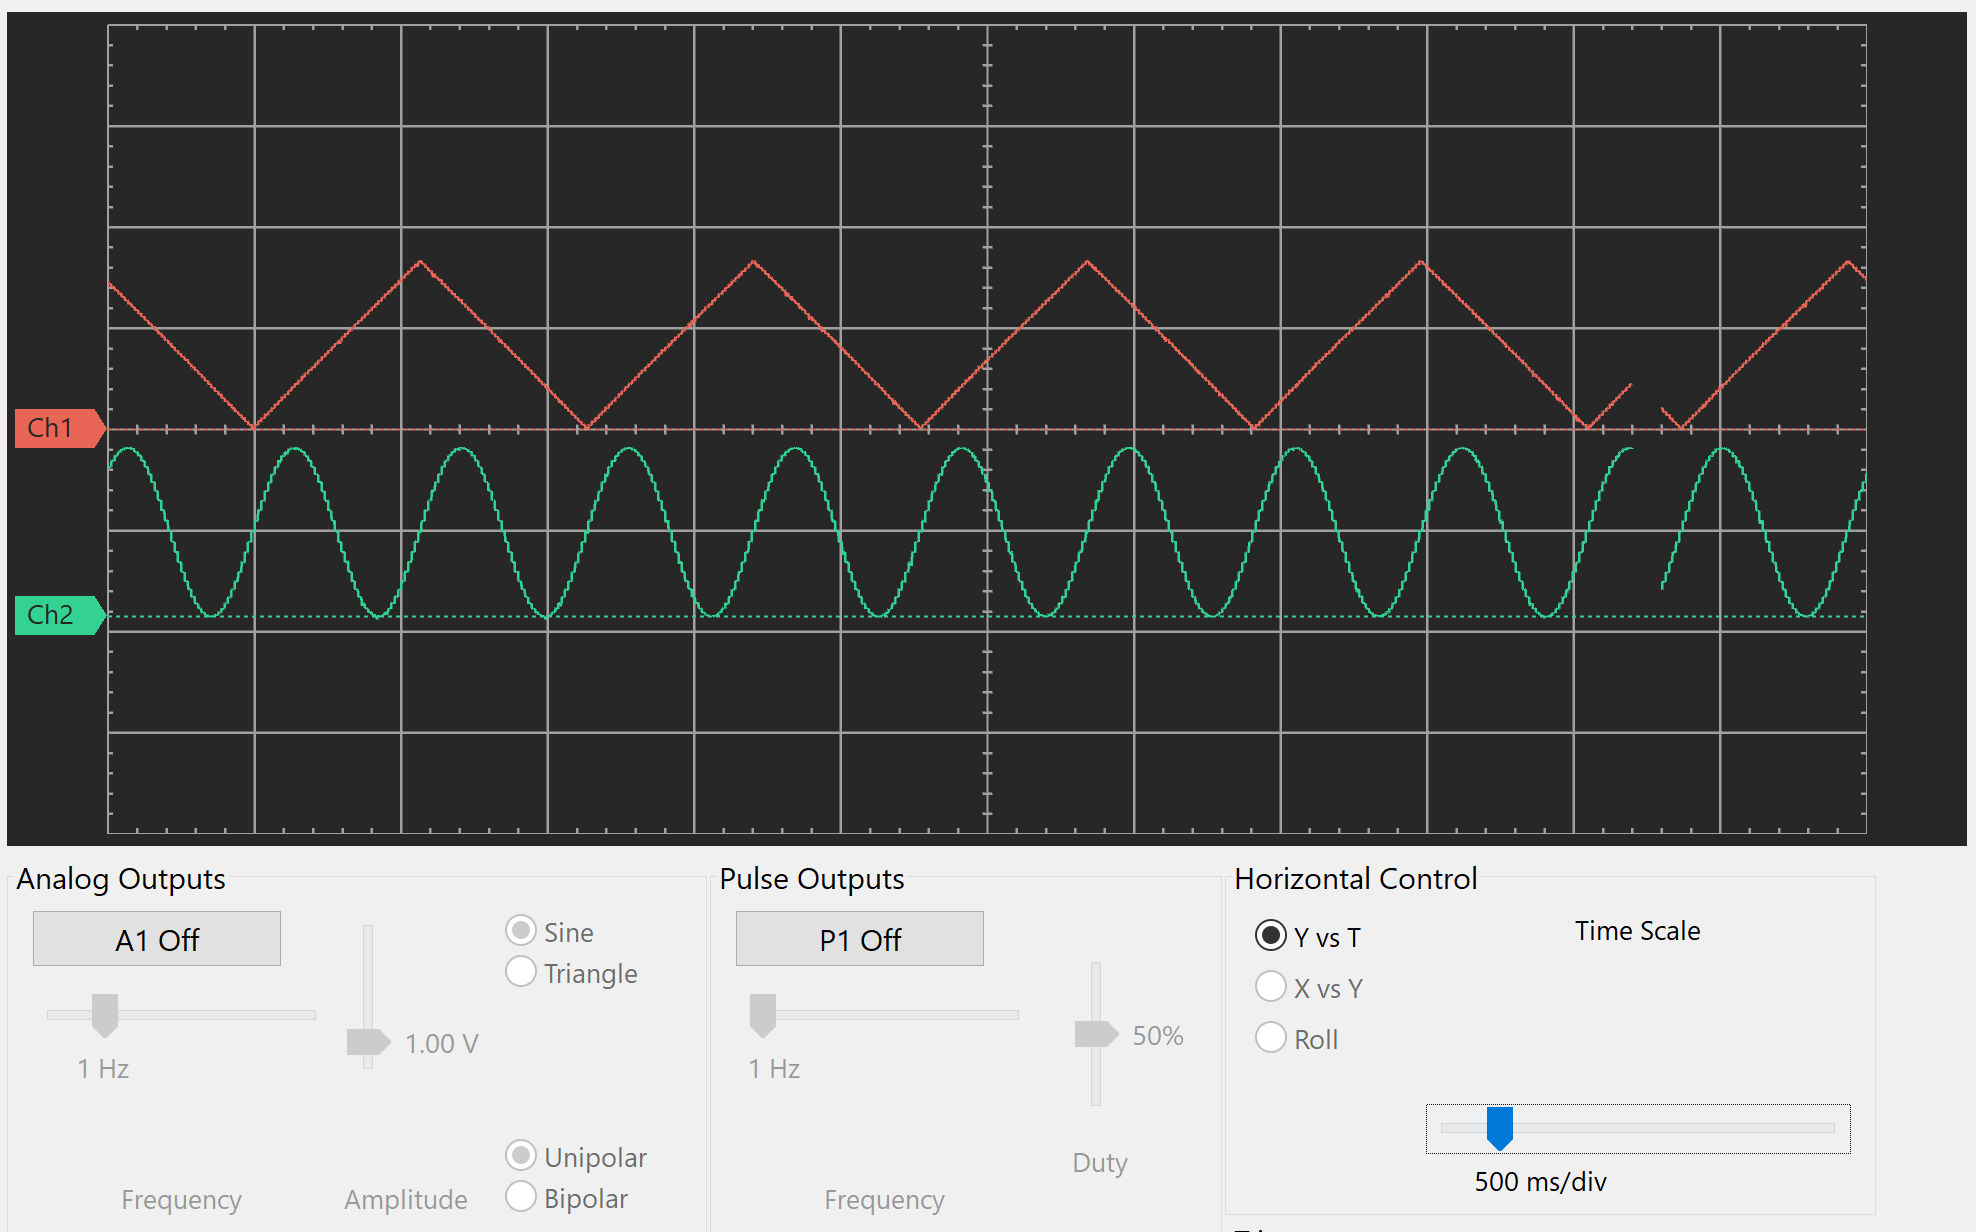 Ch1
Ch2
Analog Outputs
A1 Off
Sine
Triangle
1.00 V
1 Hz
Unipolar
Bipolar
Frequency
Amplitude
Pulse Outputs
P1 Off
50%
1 Hz
Duty
Frequency
Horizontal Control
Y vs T
X vs Y
Roll
Time Scale
500 ms/div